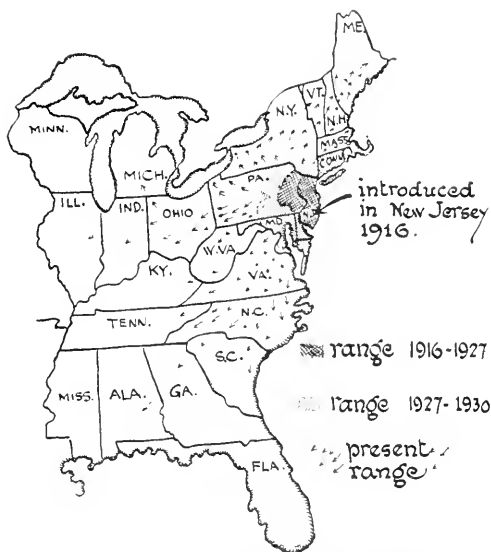 ME.
VT.
N.H.
N.Y.
MASS.
CONN.
MINN.
MICH.
PA.
introduced
in New Jersey
1916.
ILL.
IND.
OHIO
MD.
W.VA.
VA.
KY.
N.C.
TENN.
S.C.
range 1916-1927
MISS.
ALA.
GA.
range 1927-1930
present
range
FLA.